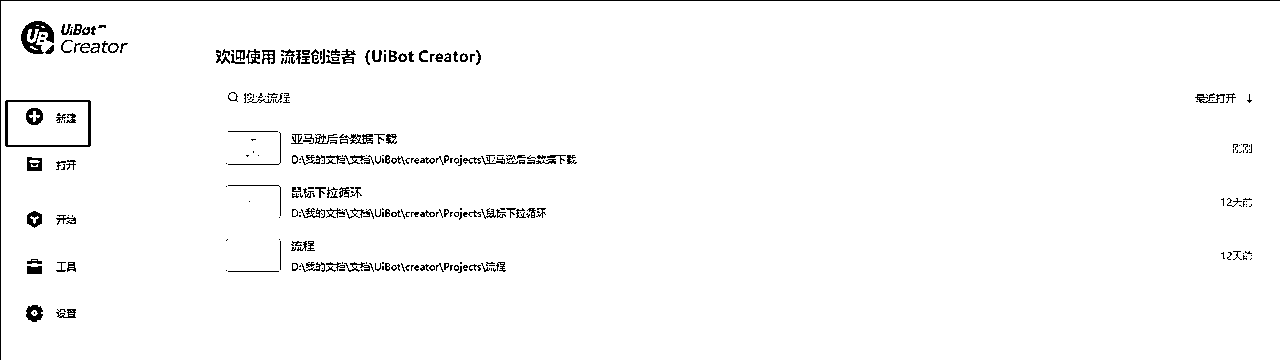 UiBot
Creator
欢迎使用 流程创造者（UiBot Creator）
搜索流程
最近打开 ↓
新建
打开
开始
工具
设置
亚马逊后台数据下载
D:\我的文档\文档\UiBot\creator\Projects\亚马逊后台数据下载
刚刚
鼠标下拉循环
D:\我的文档\文档\UiBot\creator\Projects\鼠标下拉循环
12天前
流程
D:\我的文档\文档\UiBot\creator\Projects\流程
12天前